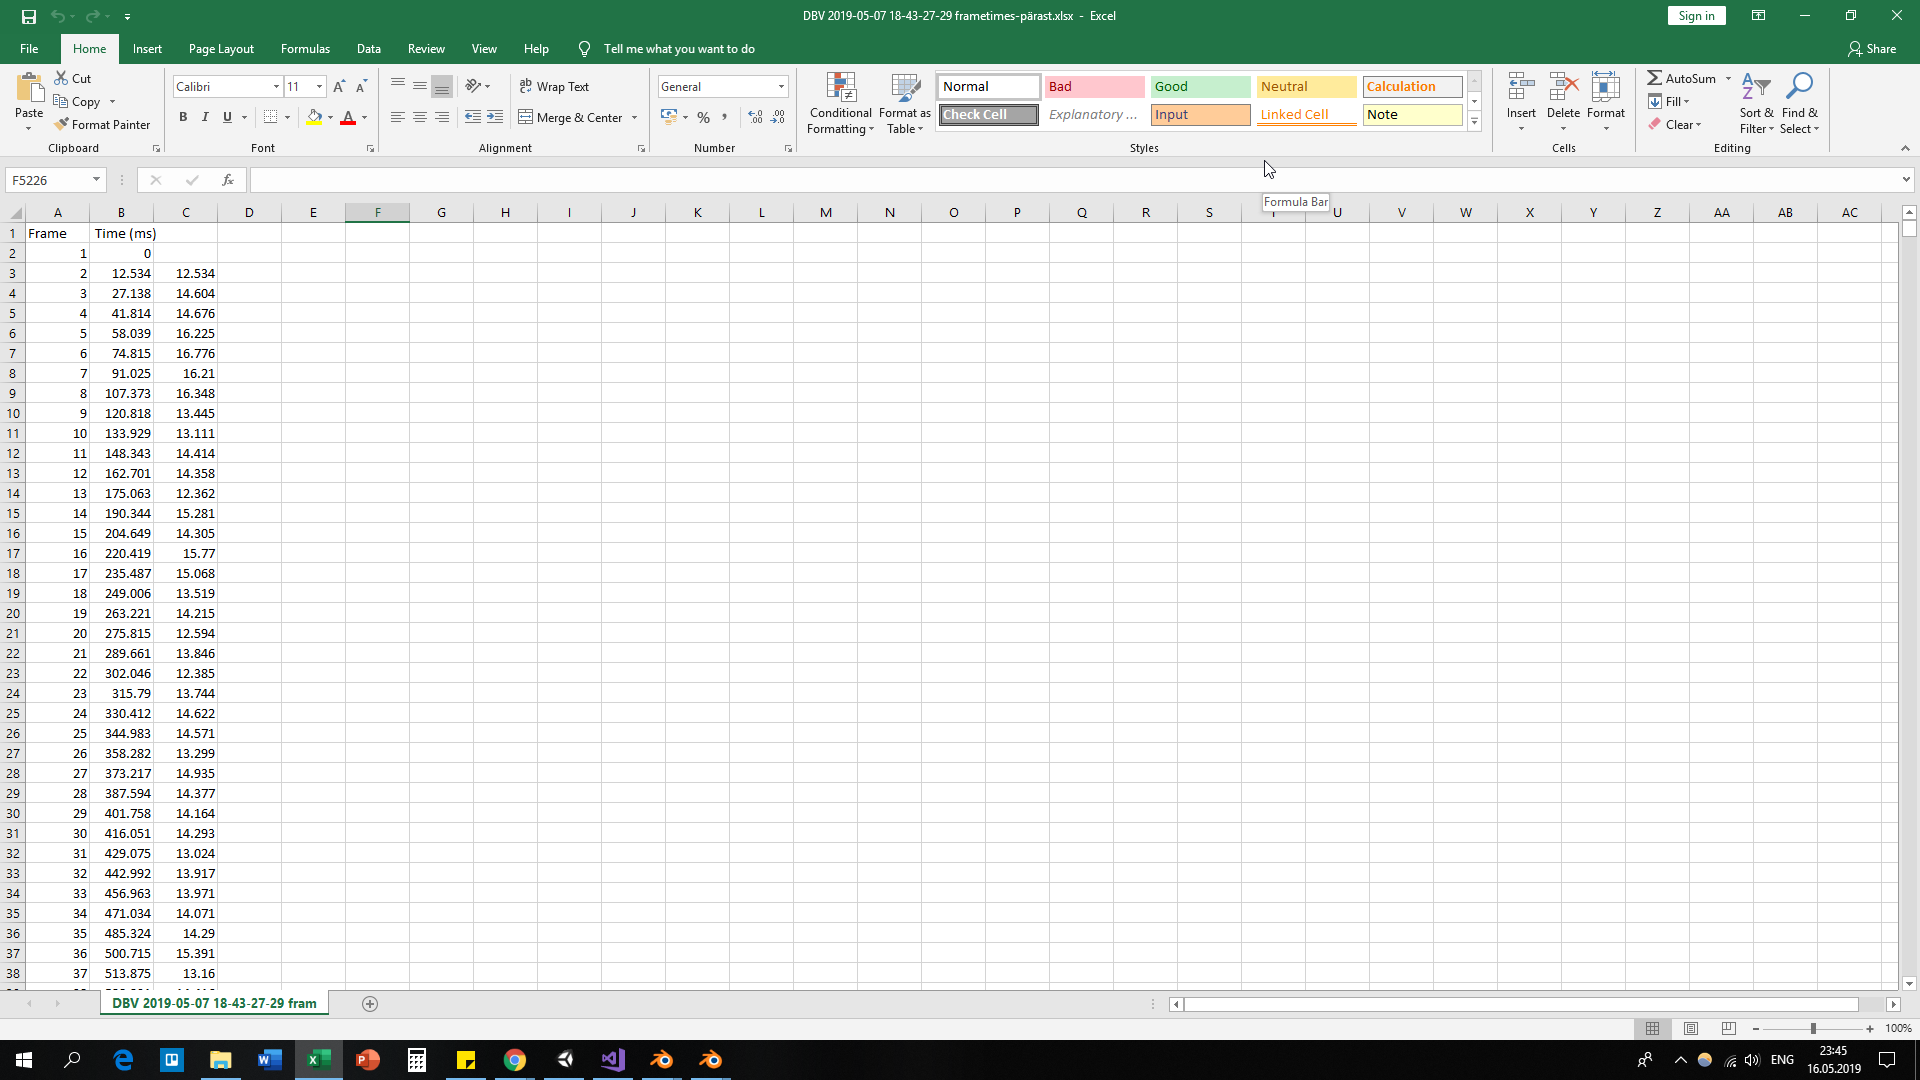 DBV 2019-05-07 18-43-27-29 frametimes-pärast.xlsx - Excel
Sign in
File Home Insert Page Layout Formulas Data Review View Help Tell me what you want to do Share
Paste
Cut
Copy
Format Painter
Clipboard
Calibri 11
B I U
Font
Wrap Text
Merge & Center
Alignment
General
%
Number
Conditional Formatting
Format as Table
Normal Bad Good Neutral Calculation
Check Cell Explanatory ... Input Linked Cell Note
Styles
Insert Delete Format
Cells
AutoSum
Fill
Clear
Sort & Filter
Find & Select
Editing
F5226
fx
Formula Bar
A B C D E F G H I J K L M N O P Q R S T U V W X Y Z AA AB AC
1 Frame Time (ms)
2 1 0
3 2 12.534 12.534
4 3 27.138 14.604
5 4 41.814 14.676
6 5 58.039 16.225
7 6 74.815 16.776
8 7 91.025 16.21
9 8 107.373 16.348
10 9 120.818 13.445
11 10 133.929 13.111
12 11 148.343 14.414
13 12 162.701 14.358
14 13 175.063 12.362
15 14 190.344 15.281
16 15 204.649 14.305
17 16 220.419 15.77
18 17 235.487 15.068
19 18 249.006 13.519
20 19 263.221 14.215
21 20 275.815 12.594
22 21 289.661 13.846
23 22 302.046 12.385
24 23 315.79 13.744
25 24 330.412 14.622
26 25 344.983 14.571
27 26 358.282 13.299
28 27 373.217 14.935
29 28 387.594 14.377
30 29 401.758 14.164
31 30 416.051 14.293
32 31 429.075 13.024
33 32 442.992 13.917
34 33 456.963 13.971
35 34 471.034 14.071
36 35 485.324 14.29
37 36 500.715 15.391
38 37 513.875 13.16
DBV 2019-05-07 18-43-27-29 fram
100%
ENG
23:45
16.05.2019